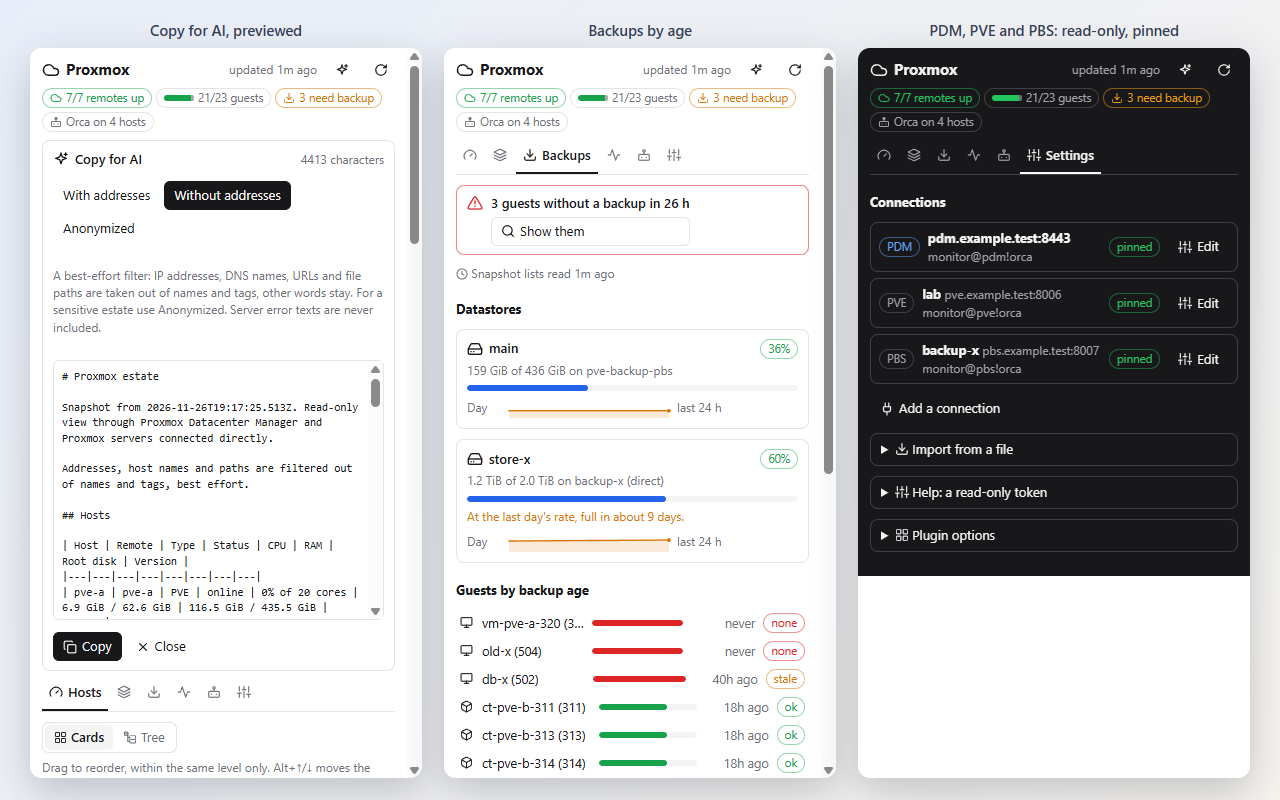 Copy for AI, previewed
Proxmox
updated 1m ago
7/7 remotes up
21/23 guests
3 need backup
Orca on 4 hosts
Copy for AI
4413 characters
With addresses
Without addresses
Anonymized
A best-effort filter: IP addresses, DNS names, URLs and file
paths are taken out of names and tags, other words stay. For a
sensitive estate use Anonymized. Server error texts are never
included.
# Proxmox estate
Snapshot from 2026-11-26T19:17:25.513Z. Read-only
view through Proxmox Datacenter Manager and
Proxmox servers connected directly.
Addresses, host names and paths are filtered out
of names and tags, best effort.
## Hosts
| Host | Remote | Type | Status | CPU | RAM |
Root disk | Version |
|---|---|---|---|---|---|---|---|
| pve-a | pve-a | PVE | online | 0% of 20 cores |
6.9 GiB / 62.6 GiB | 116.5 GiB / 435.5 GiB |
Copy
Close
Hosts
Cards
Tree
Drag to reorder, within the same level only. Alt+↑/↓ moves the
Backups by age
Proxmox
updated 1m ago
7/7 remotes up
21/23 guests
3 need backup
Orca on 4 hosts
Backups
3 guests without a backup in 26 h
Show them
Snapshot lists read 1m ago
Datastores
main
36%
159 GiB of 436 GiB on pve-backup-pbs
Day
last 24 h
store-x
60%
1.2 TiB of 2.0 TiB on backup-x (direct)
At the last day's rate, full in about 9 days.
Day
last 24 h
Guests by backup age
vm-pve-a-320 (3...
never
none
old-x (504)
never
none
db-x (502)
40h ago
stale
ct-pve-b-311 (311)
18h ago
ok
ct-pve-b-313 (313)
18h ago
ok
ct-pve-b-314 (314)
18h ago
ok
PDM, PVE and PBS: read-only, pinned
Proxmox
updated 1m ago
7/7 remotes up
21/23 guests
3 need backup
Orca on 4 hosts
Settings
Connections
PDM
pdm.example.test:8443
monitor@pdm!orca
pinned
Edit
PVE
lab pve.example.test:8006
monitor@pve!orca
pinned
Edit
PBS
backup-x pbs.example.test:8007
monitor@pbs!orca
pinned
Edit
Add a connection
Import from a file
Help: a read-only token
Plugin options